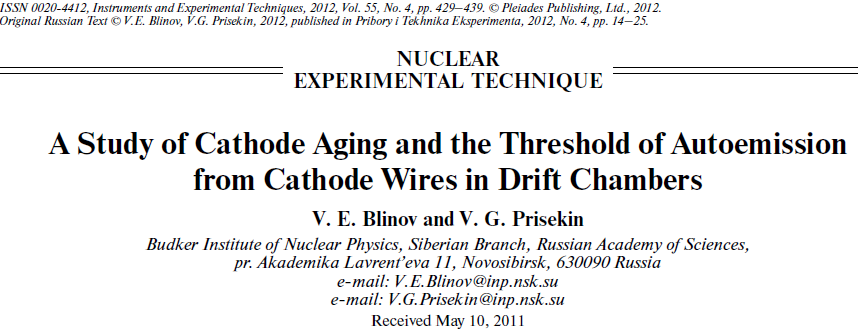 ISSN 0020-4412, Instruments and Experimental Techniques, 2012, Vol. 55, No. 4, pp. 429–439. © Pleiades Publishing, Ltd., 2012.
Original Russian Text © V.E. Blinov, V.G. Prisekin, 2012, published in Pribory i Tekhnika Eksperimenta, 2012, No. 4, pp. 14–25.
NUCLEAR
EXPERIMENTAL TECHNIQUE
A Study of Cathode Aging and the Threshold of Autoemission
from Cathode Wires in Drift Chambers
V. E. Blinov and V. G. Prisekin
Budker Institute of Nuclear Physics, Siberian Branch, Russian Academy of Sciences,
pr. Akademika Lavrent’eva 11, Novosibirsk, 630090 Russia
e-mail: V.E.Blinov@inp.nsk.su
e-mail: V.G.Prisekin@inp.nsk.su
Received May 10, 2011